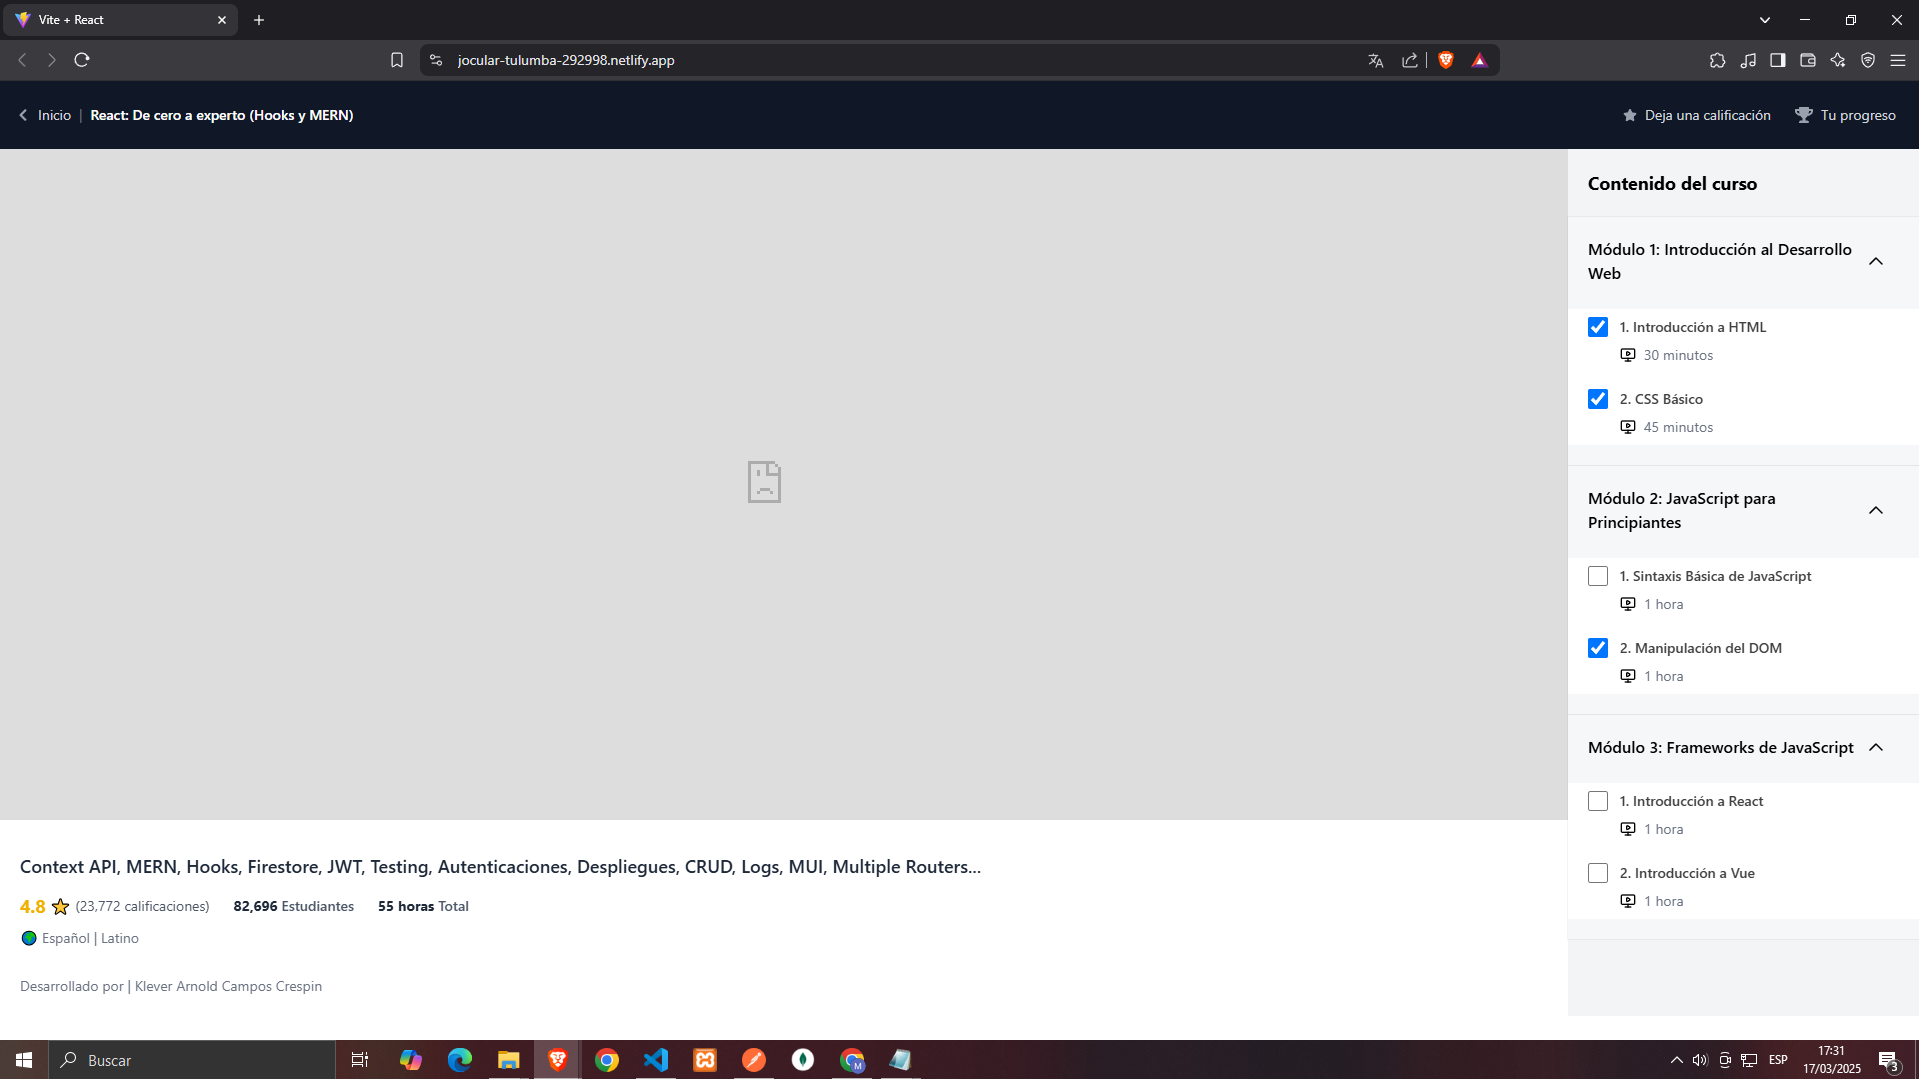 Vite + React
jocular-tulumba-292998.netlify.app
Inicio | React: De cero a experto (Hooks y MERN)
Deja una calificación
Tu progreso
Contenido del curso
Módulo 1: Introducción al Desarrollo
Web
1. Introducción a HTML
30 minutos
2. CSS Básico
45 minutos
Módulo 2: JavaScript para
Principiantes
1. Sintaxis Básica de JavaScript
1 hora
2. Manipulación del DOM
1 hora
Módulo 3: Frameworks de JavaScript
1. Introducción a React
1 hora
2. Introducción a Vue
1 hora
Context API, MERN, Hooks, Firestore, JWT, Testing, Autenticaciones, Despliegues, CRUD, Logs, MUI, Multiple Routers...
4.8 (23,772 calificaciones) 82,696 Estudiantes 55 horas Total
Español | Latino
Desarrollado por | Klever Arnold Campos Crespin
Buscar
M
ESP
17:31
17/03/2025
3